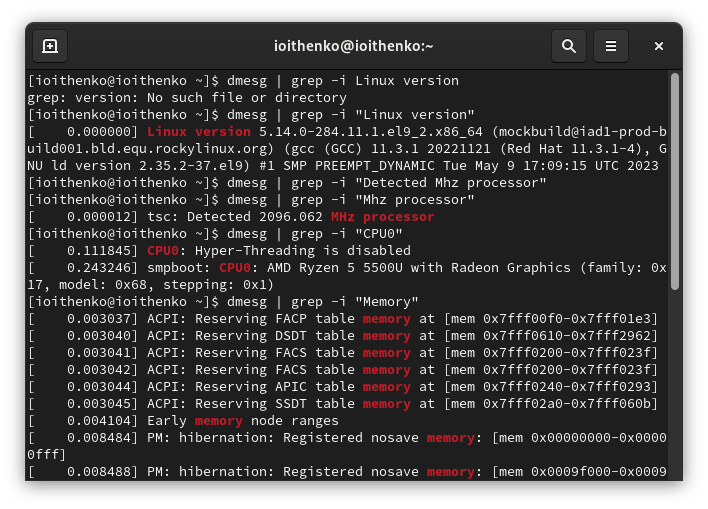 ioithenko@ioithenko:~
[ioithenko@ioithenko ~]$ dmesg | grep -i Linux version
grep: version: No such file or directory
[ioithenko@ioithenko ~]$ dmesg | grep -i "Linux version"
[    0.000000] Linux version 5.14.0-284.11.1.el9_2.x86_64 (mockbuild@iad1-prod-b
uild001.bld.equ.rockylinux.org) (gcc (GCC) 11.3.1 20221121 (Red Hat 11.3.1-4), G
NU ld version 2.35.2-37.el9) #1 SMP PREEMPT_DYNAMIC Tue May 9 17:09:15 UTC 2023
[ioithenko@ioithenko ~]$ dmesg | grep -i "Detected Mhz processor"
[ioithenko@ioithenko ~]$ dmesg | grep -i "Mhz processor"
[    0.000012] tsc: Detected 2096.062 MHz processor
[ioithenko@ioithenko ~]$ dmesg | grep -i "CPU0"
[    0.111845] CPU0: Hyper-Threading is disabled
[    0.243246] smpboot: CPU0: AMD Ryzen 5 5500U with Radeon Graphics (family: 0x
17, model: 0x68, stepping: 0x1)
[ioithenko@ioithenko ~]$ dmesg | grep -i "Memory"
[    0.003037] ACPI: Reserving FACP table memory at [mem 0x7fff00f0-0x7fff01e3]
[    0.003040] ACPI: Reserving DSDT table memory at [mem 0x7fff0610-0x7fff2962]
[    0.003041] ACPI: Reserving FACS table memory at [mem 0x7fff0200-0x7fff023f]
[    0.003042] ACPI: Reserving FACS table memory at [mem 0x7fff0200-0x7fff023f]
[    0.003044] ACPI: Reserving APIC table memory at [mem 0x7fff0240-0x7fff0293]
[    0.003045] ACPI: Reserving SSDT table memory at [mem 0x7fff02a0-0x7fff060b]
[    0.004104] Early memory node ranges
[    0.008484] PM: hibernation: Registered nosave memory: [mem 0x00000000-0x0000
0fff]
[    0.008488] PM: hibernation: Registered nosave memory: [mem 0x0009f000-0x0009